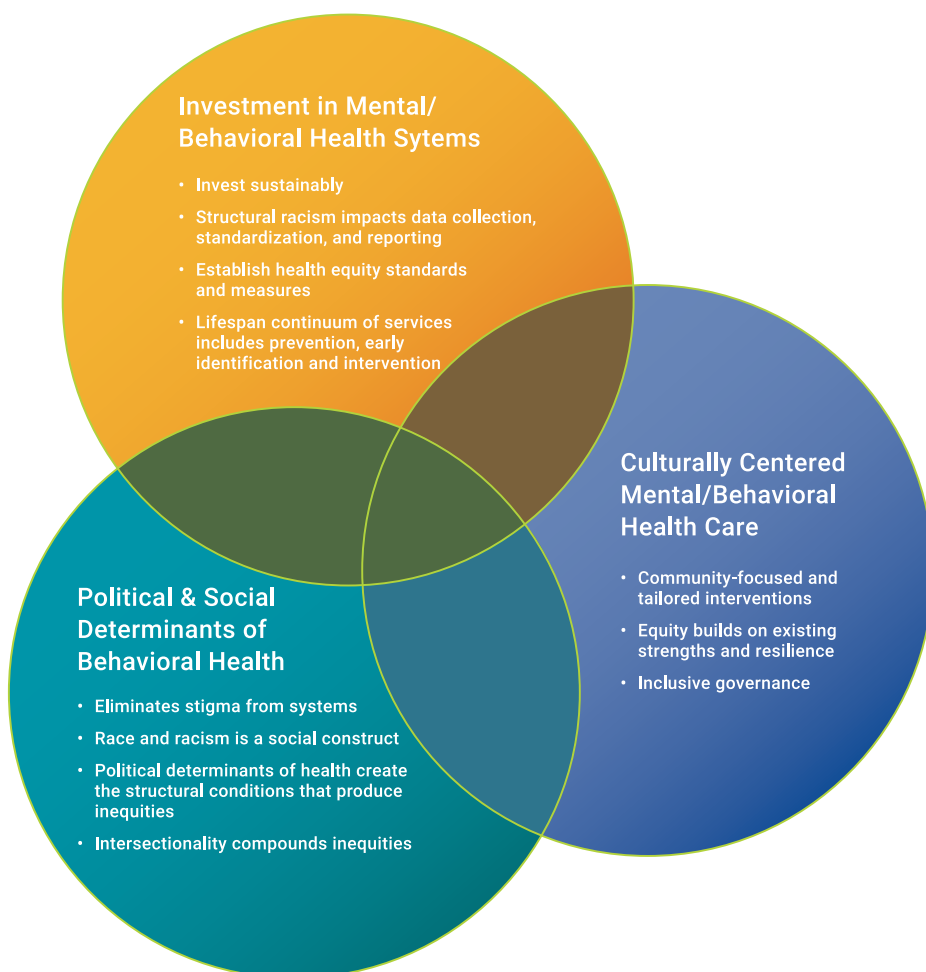 Investment in Mental/
Behavioral Health Sytems
• Invest sustainably
• Structural racism impacts data collection,
standardization, and reporting
• Establish health equity standards
and measures
• Lifespan continuum of services
includes prevention, early
identification and intervention
Culturally Centered
Mental/Behavioral
Health Care
• Community-focused and
tailored interventions
• Equity builds on existing
strengths and resilience
• Inclusive governance
Political & Social
Determinants of
Behavioral Health
• Eliminates stigma from systems
• Race and racism is a social construct
• Political determinants of health create
the structural conditions that produce
inequities
• Intersectionality compounds inequities